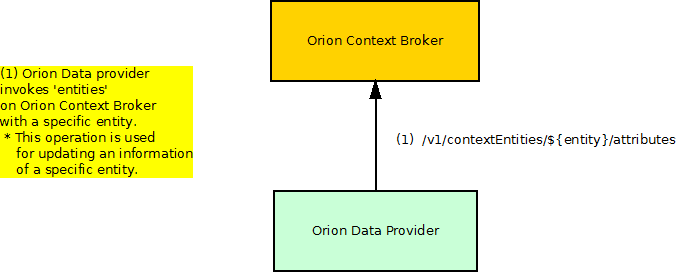 Orion Context Broker
(1) Orion Data provider
invokes 'entities'
on Orion Context Broker
with a specific entity.
* This operation is used
for updating an information
of a specific entity.
(1) /v1/contextEntities/${entity}/attributes
Orion Data Provider